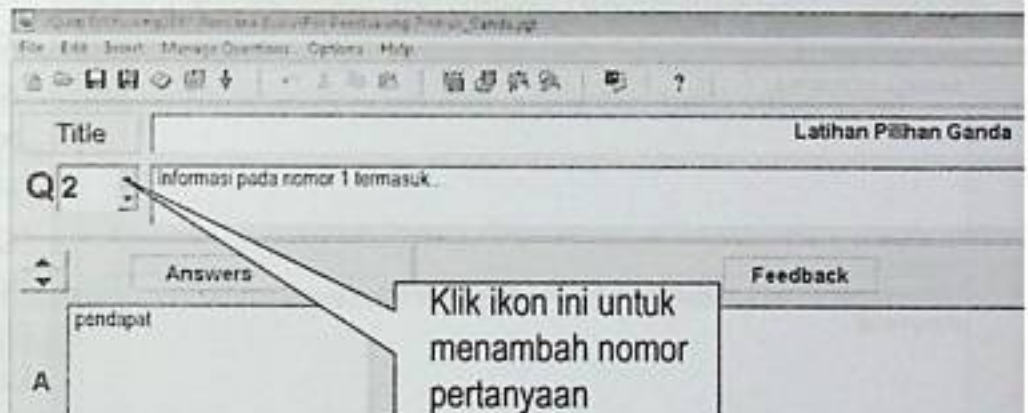 File Edit Insert Manage Questions Options Help
?
Title
Latihan Pilihan Ganda
Q 2
Informasi pada nomor 1 termasuk..
Answers
Feedback
pendapat
A
Klik ikon ini untuk
menambah nomor
pertanyaan